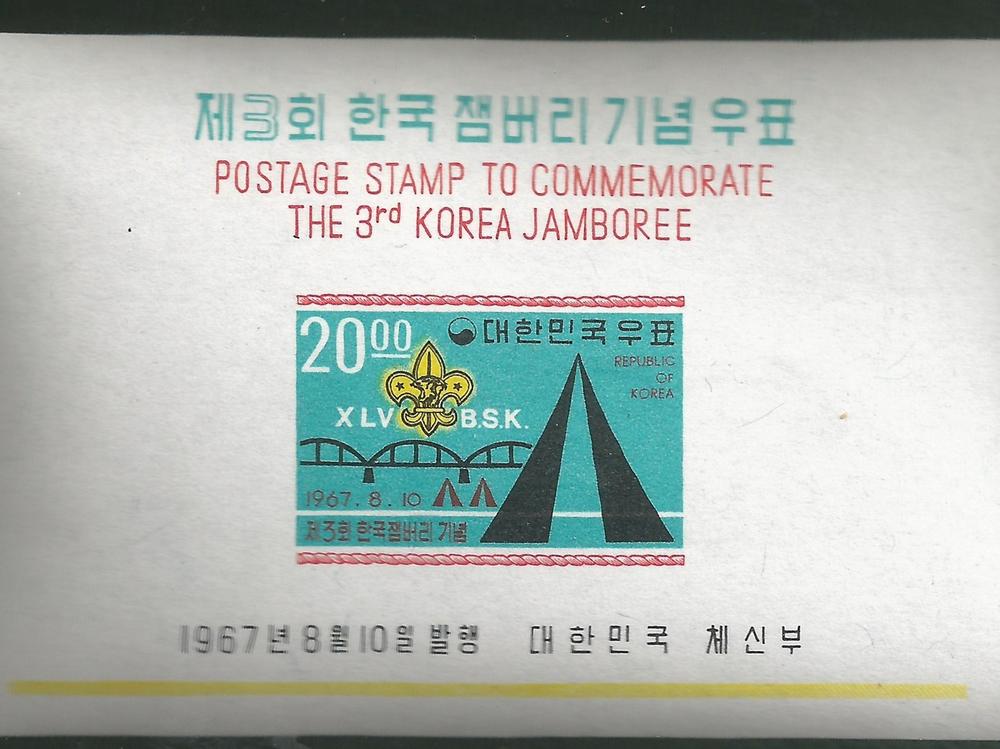 제3회 한국 잼버리 기념 우표
POSTAGE STAMP TO COMMEMORATE
THE 3rd KOREA JAMBOREE
20 00
대한민국우표
REPUBLIC
OF
KOREA
XLV B.S.K.
1967.8.10
제3회 한국잼버리 기념
1967년 8월 10일 발행 대한민국 체신부